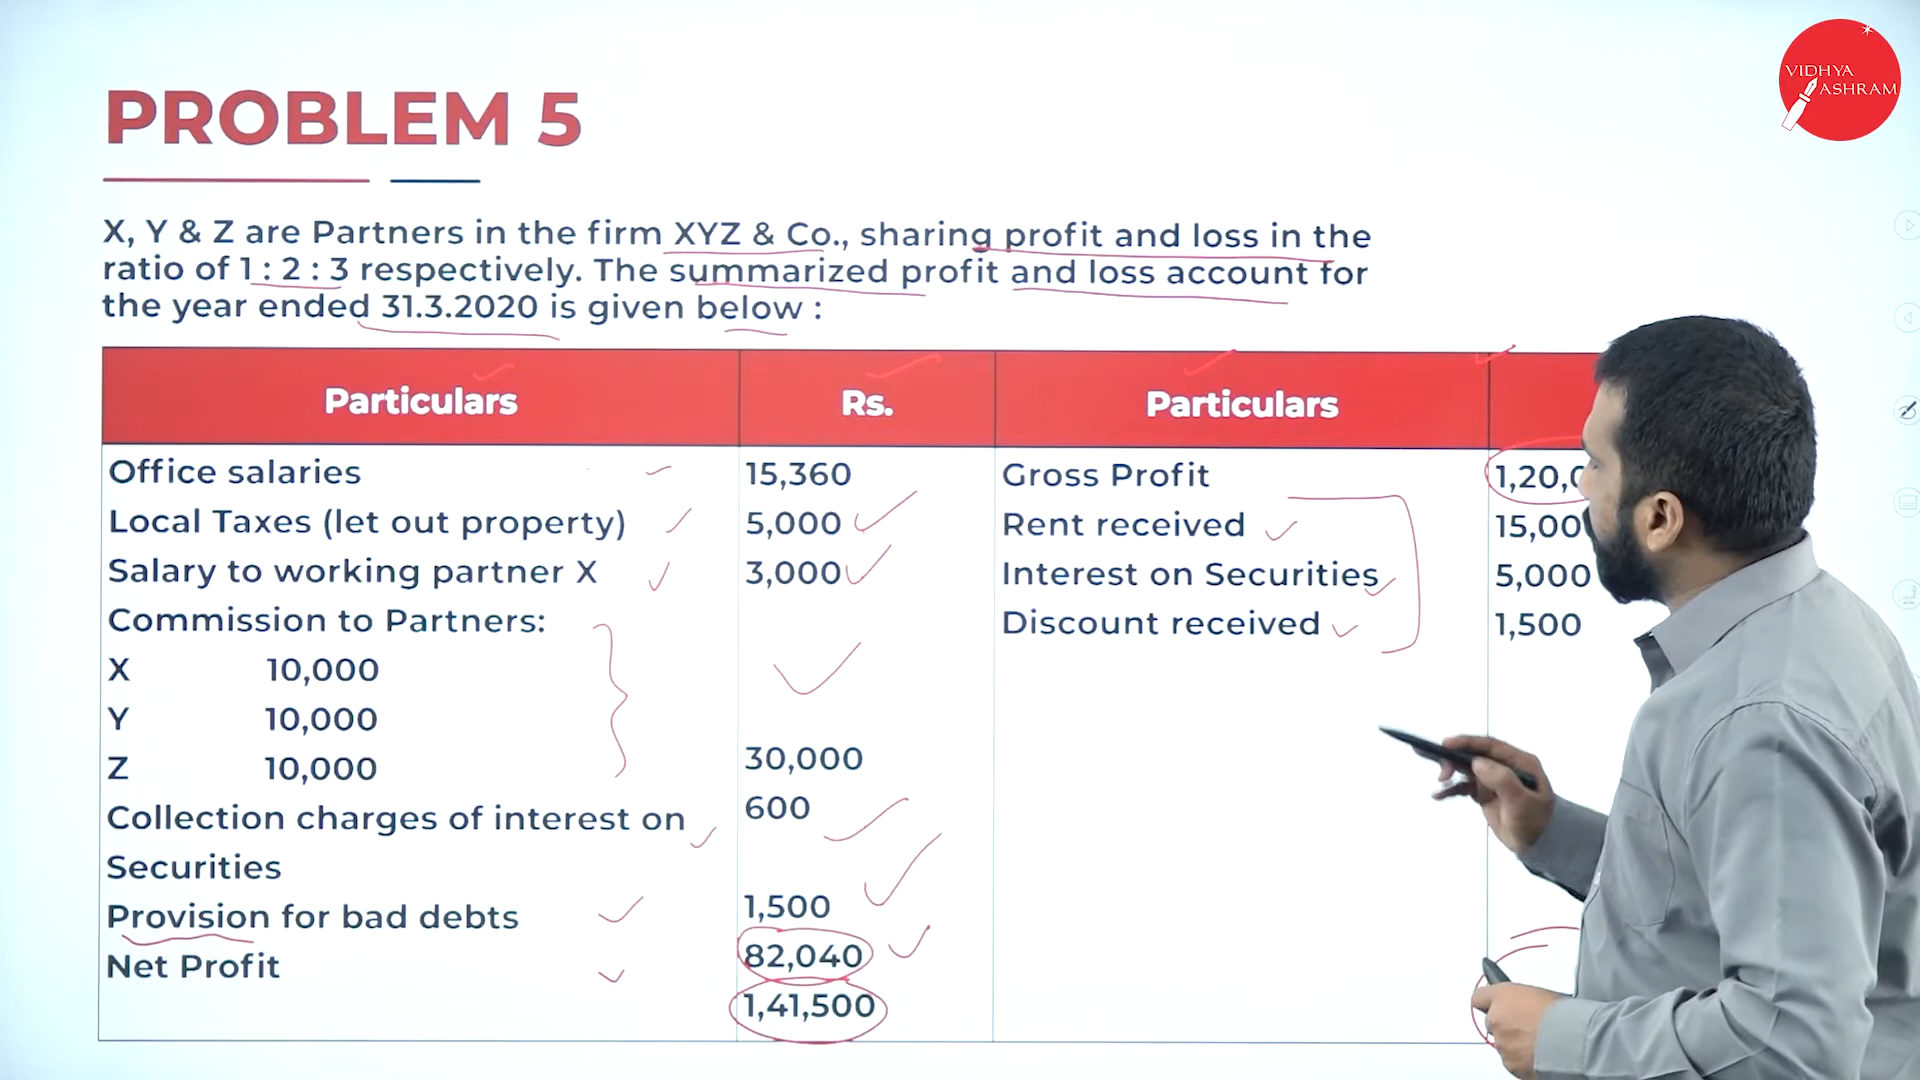 VIDHYA
ASHRAM
PROBLEM 5
X, Y & Z are Partners in the firm XYZ & Co., sharing profit and loss in the
ratio of 1 : 2 : 3 respectively. The summarized profit and loss account for
the year ended 31.3.2020 is given below :
Particulars Rs. Particulars
Office salaries 15,360 Gross Profit 1,20,0
Local Taxes (let out property) 5,000 Rent received 15,00
Salary to working partner X 3,000 Interest on Securities 5,000
Commission to Partners: Discount received 1,500
X 10,000
Y 10,000
Z 10,000 30,000
Collection charges of interest on 600
Securities
Provision for bad debts 1,500
Net Profit 82,040
1,41,500